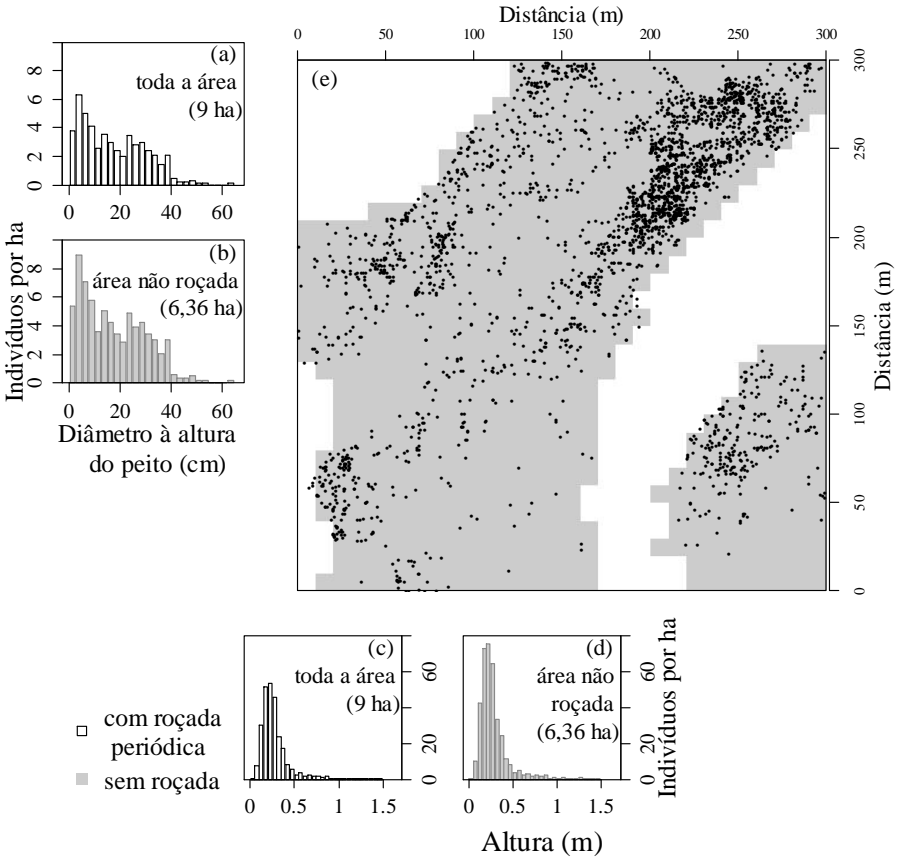 Distância (m)
0 50 100 150 200 250 300
(a)
toda a área
(9 ha)
8
6
4
2
0
0 20 40 60
(b)
área não roçada
(6,36 ha)
8
6
4
2
0
0 20 40 60
Indivíduos por ha
Diâmetro à altura
do peito (cm)
(e)
300
250
200
150
100
50
0
Distância (m)
(c)
toda a área
(9 ha)
60
20
0
0 0.5 1 1.5
(d)
área não
roçada
(6,36 ha)
60
20
0
0 0.5 1 1.5
Indivíduos por ha
Altura (m)
com roçada
periódica
sem roçada